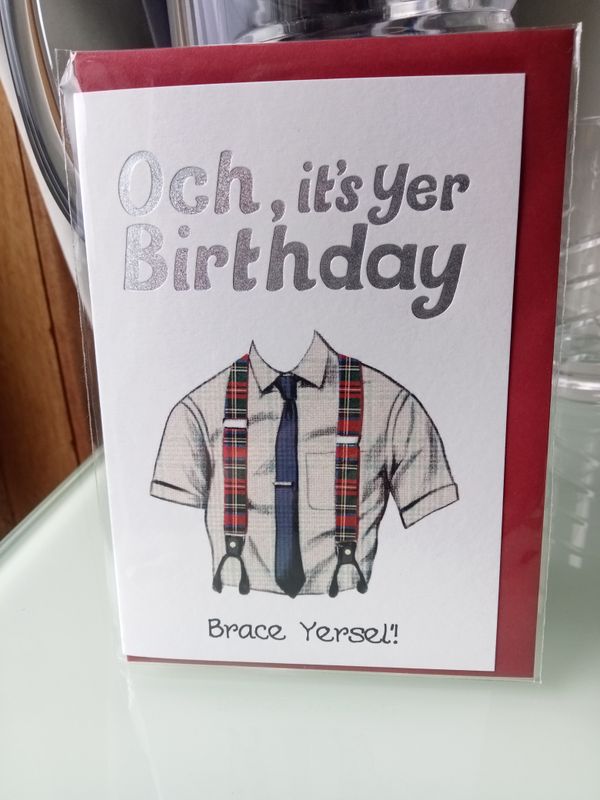 Och, it's yer
Birthday
Brace Yersel'!